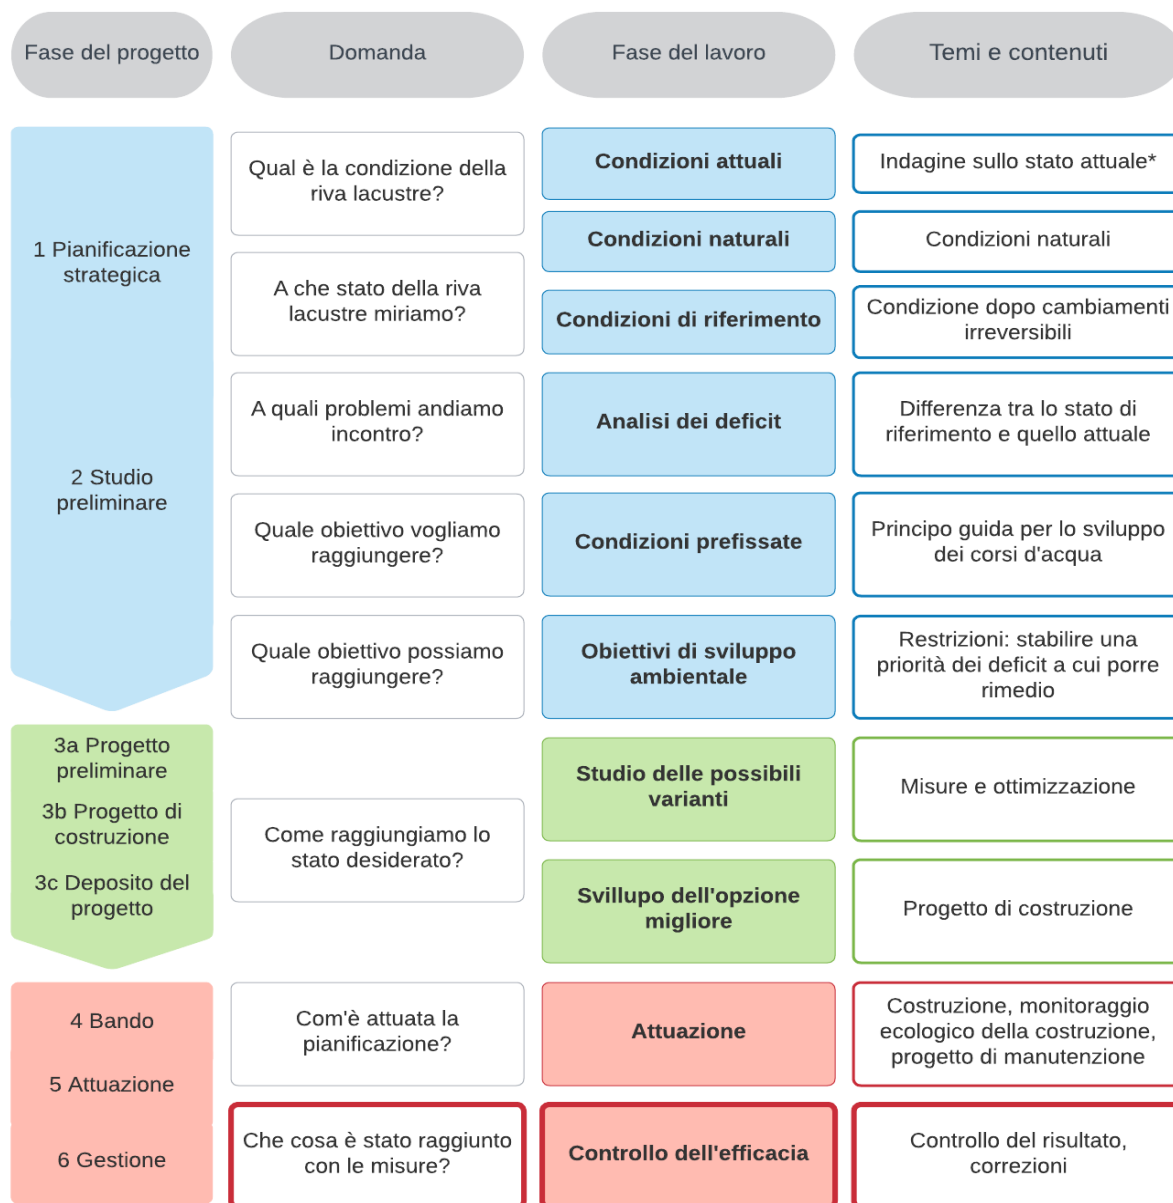 Fase del progetto
Domanda
Fase del lavoro
Temi e contenuti
1 Pianificazione
strategica
2 Studio
preliminare
Qual è la condizione della
riva lacustre?
A che stato della riva
lacustre miriamo?
A quali problemi andiamo
incontro?
Quale obiettivo vogliamo
raggiungere?
Quale obiettivo possiamo
raggiungere?
Condizioni attuali
Condizioni naturali
Condizioni di riferimento
Analisi dei deficit
Condizioni prefissate
Obiettivi di sviluppo
ambientale
Indagine sullo stato attuale*
Condizioni naturali
Condizione dopo cambiamenti
irreversibili
Differenza tra lo stato di
riferimento e quello attuale
Principo guida per lo sviluppo
dei corsi d'acqua
Restrizioni: stabilire una
priorità dei deficit a cui porre
rimedio
3a Progetto
preliminare
3b Progetto di
costruzione
3c Deposito del
progetto
Come raggiungiamo lo
stato desiderato?
Studio delle possibili
varianti
Svillupo dell'opzione
migliore
Misure e ottimizzazione
Progetto di costruzione
4 Bando
5 Attuazione
6 Gestione
Com'è attuata la
pianificazione?
Che cosa è stato raggiunto
con le misure?
Attuazione
Controllo dell'efficacia
Costruzione, monitoraggio
ecologico della costruzione,
progetto di manutenzione
Controllo del risultato,
correzioni